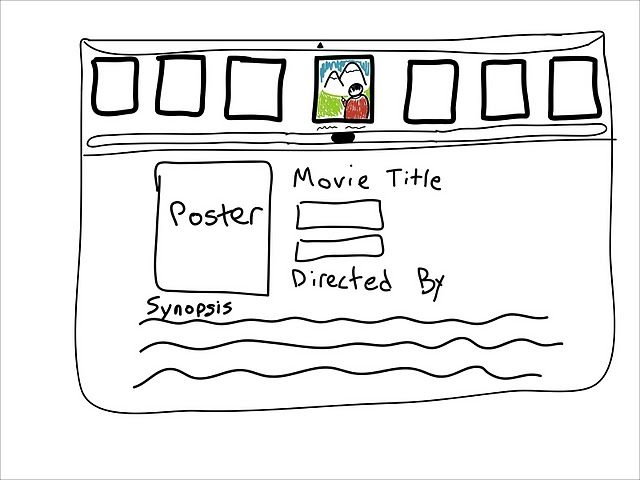 Movie Title
Poster
Directed By
Synopsis